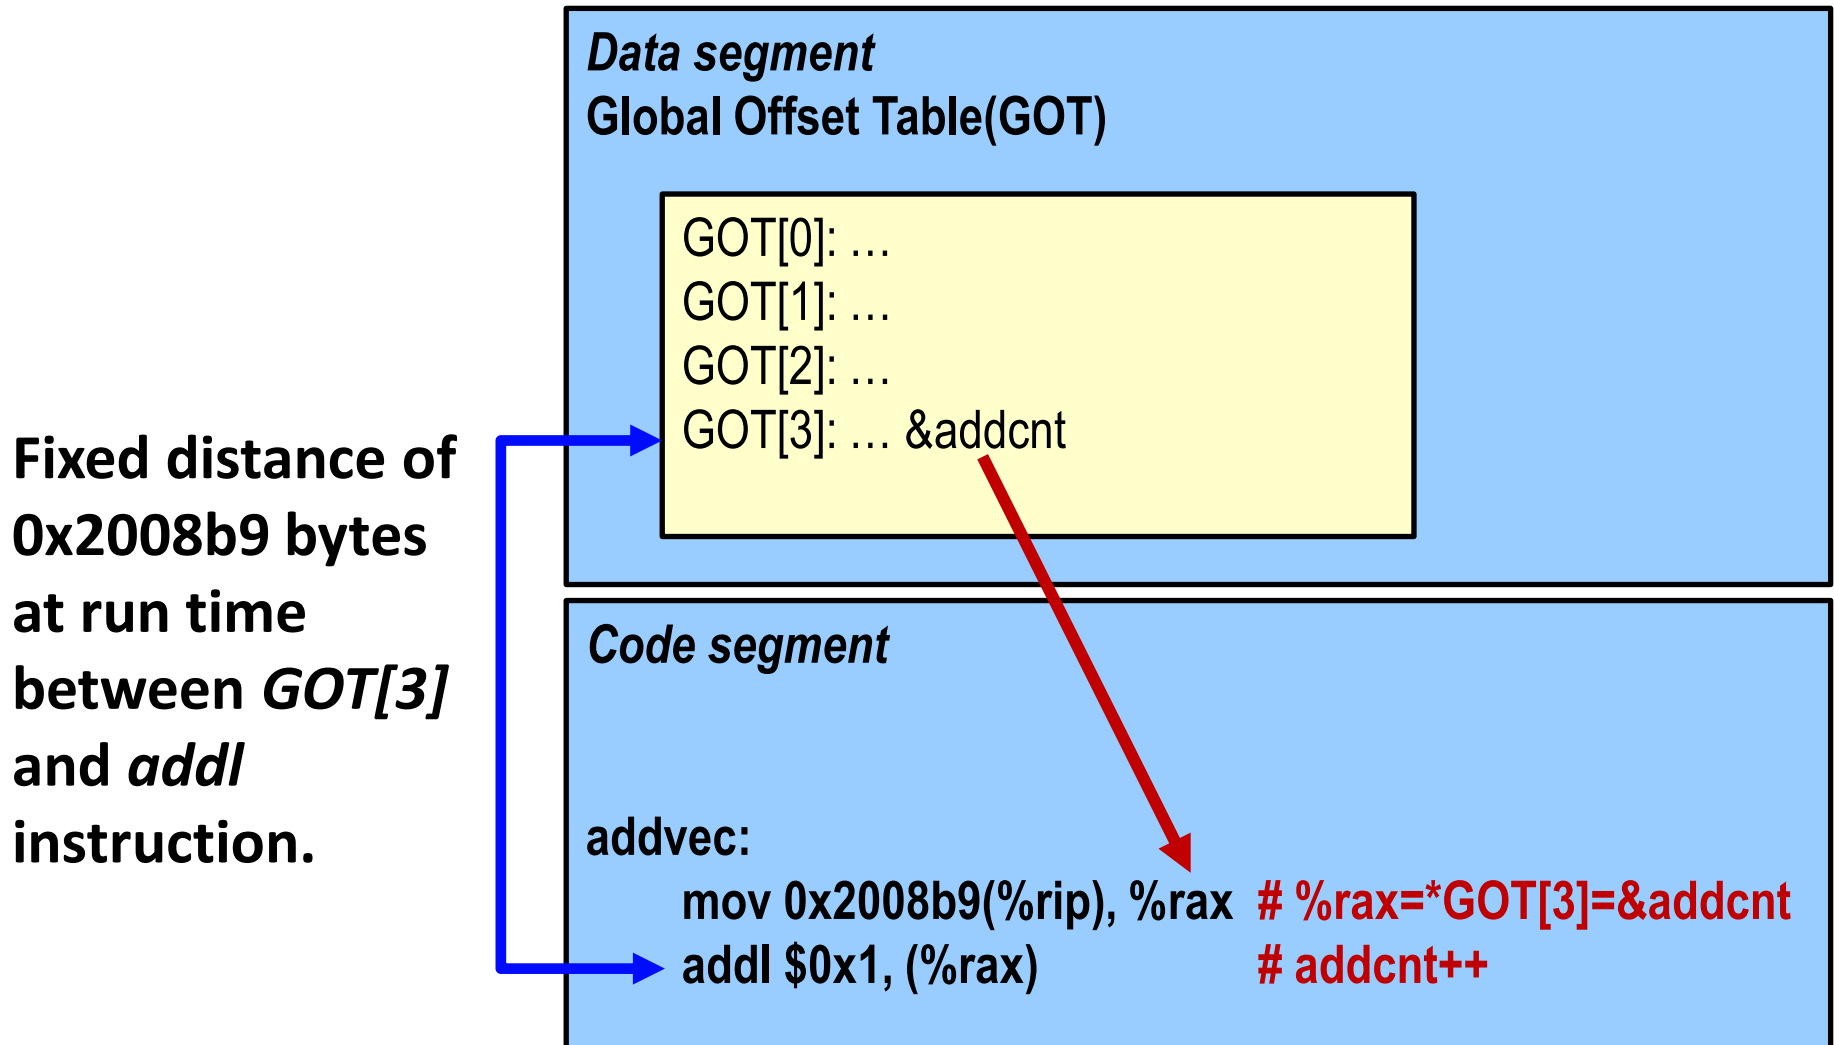 Data segment
Global Offset Table(GOT)
GOT[0]: …
GOT[1]: …
GOT[2]: …
GOT[3]: … &addcnt
Fixed distance of
0x2008b9 bytes
at run time
between GOT[3]
and addl
instruction.
Code segment
addvec:
mov 0x2008b9(%rip), %rax # %rax=*GOT[3]=&addcnt
addl $0x1, (%rax) # addcnt++